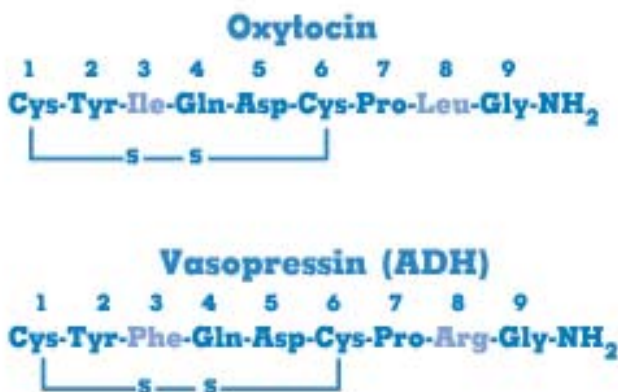 Oxytocin
1 2 3 4 5 6 7 8 9
Cys-Tyr-Ile-Gln-Asp-Cys-Pro-Leu-Gly-NH₂
S S
Vasopressin (ADH)
1 2 3 4 5 6 7 8 9
Cys-Tyr-Phe-Gln-Asp-Cys-Pro-Arg-Gly-NH₂
S S